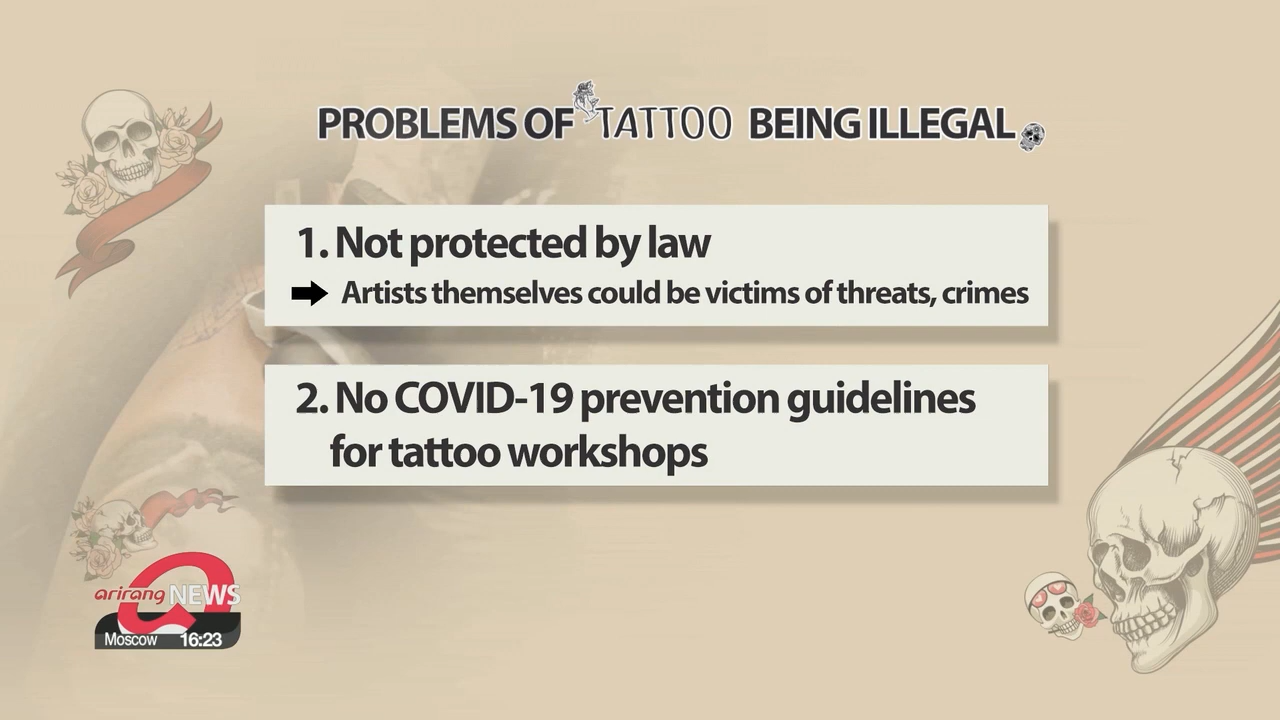 PROBLEMS OF TATTOO BEING ILLEGAL
1. Not protected by law
Artists themselves could be victims of threats, crimes
2. No COVID-19 prevention guidelines
for tattoo workshops
arirang NEWS
Moscow 16:23